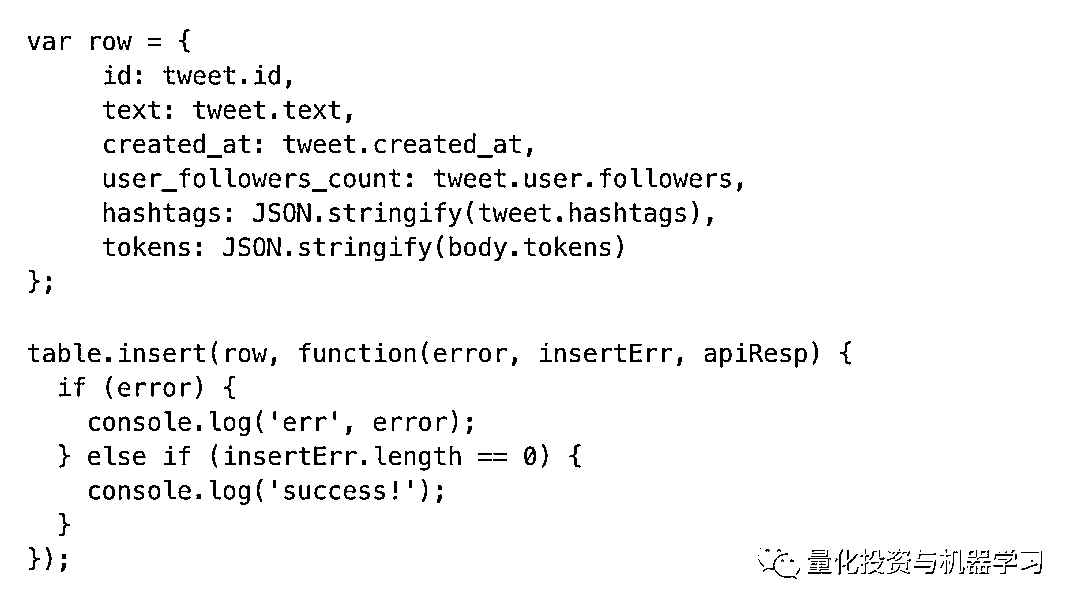 var row = {
     id: tweet.id,
     text: tweet.text,
     created_at: tweet.created_at,
     user_followers_count: tweet.user.followers,
     hashtags: JSON.stringify(tweet.hashtags),
     tokens: JSON.stringify(body.tokens)
};

table.insert(row, function(error, insertErr, apiResp) {
  if (error) {
    console.log('err', error);
  } else if (insertErr.length == 0) {
    console.log('success!');
  }
});
量化投资与机器学习